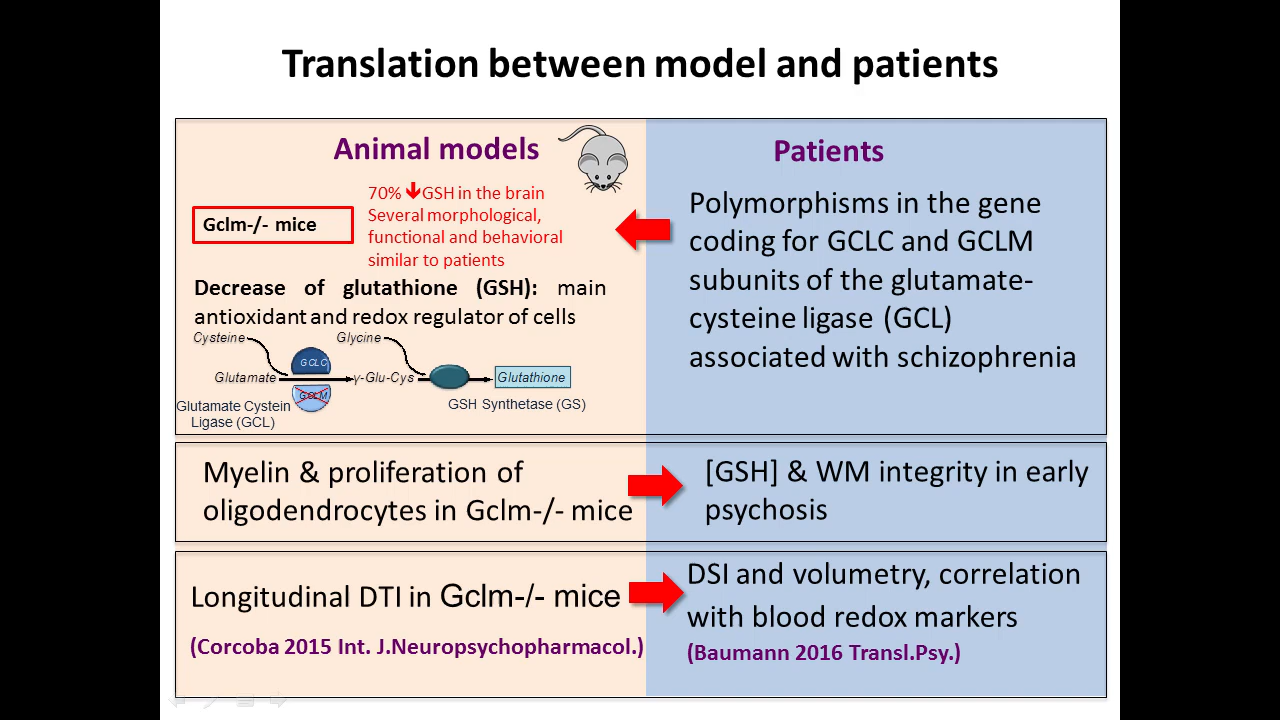 Translation between model and patients
Animal models
70% GSH in the brain
Several morphological,
functional and behavioral
similar to patients
Gclm-/- mice
Decrease of glutathione (GSH): main
antioxidant and redox regulator of cells
Cysteine
Glycine
GCLC
Glutamate
γ-Glu-Cys
Glutathione
GCLM
Glutamate Cystein
Ligase (GCL)
GSH Synthetase (GS)
Patients
Polymorphisms in the gene
coding for GCLC and GCLM
subunits of the glutamate-
cysteine ligase (GCL)
associated with schizophrenia
Myelin & proliferation of
oligodendrocytes in Gclm-/- mice
[GSH] & WM integrity in early
psychosis
Longitudinal DTI in Gclm-/- mice
(Corcoba 2015 Int. J.Neuropsychopharmacol.)
DSI and volumetry, correlation
with blood redox markers
(Baumann 2016 Transl.Psy.)